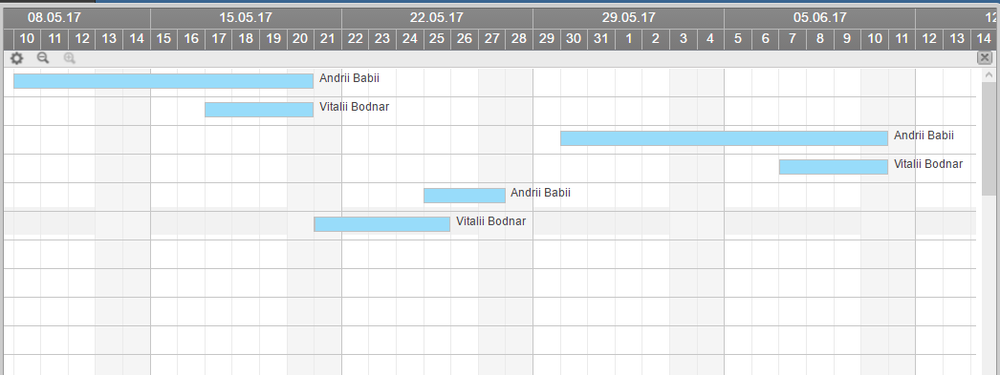 08.05.17 15.05.17 22.05.17 29.05.17 05.06.17 12
10 11 12 13 14 15 16 17 18 19 20 21 22 23 24 25 26 27 28 29 30 31 1 2 3 4 5 6 7 8 9 10 11 12 13 14
Andrii Babii
Vitalii Bodnar
Andrii Babii
Vitalii Bodnar
Andrii Babii
Vitalii Bodnar